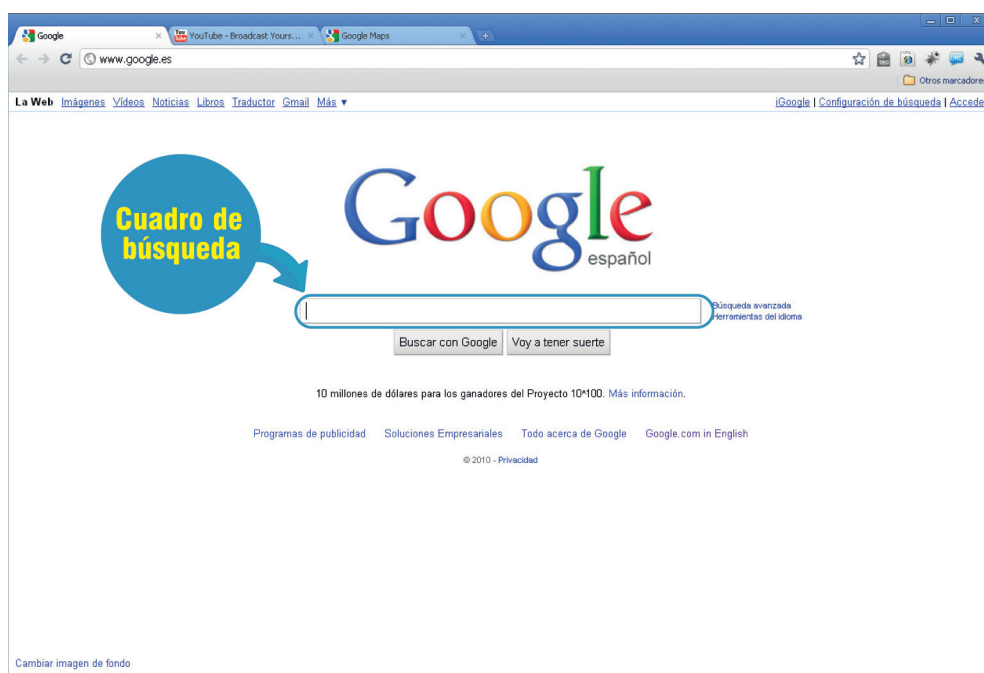 Google
YouTube - Broadcast Yours...
Google Maps
www.google.es
Otros marcadores
La Web Imágenes Vídeos Noticias Libros Traductor Gmail Más ▼
iGoogle | Configuración de búsqueda | Accede
Cuadro de
búsqueda
Google
español
Búsqueda avanzada
Herramientas del idioma
Buscar con Google
Voy a tener suerte
10 millones de dólares para los ganadores del Proyecto 10^100. Más información.
Programas de publicidad Soluciones Empresariales Todo acerca de Google Google.com in English
© 2010 - Privacidad
Cambiar imagen de fondo